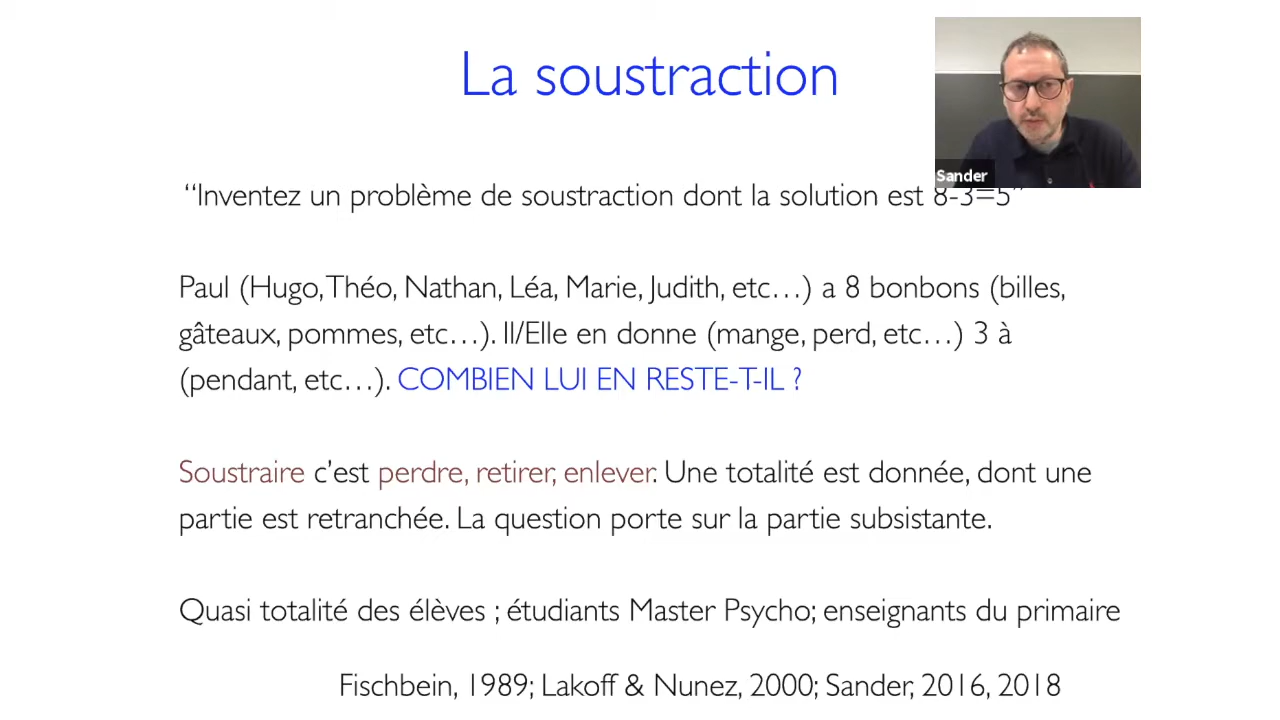 La soustraction
Sander
“Inventez un problème de soustraction dont la solution est 8-3=5”
Paul (Hugo, Théo, Nathan, Léa, Marie, Judith, etc…) a 8 bonbons (billes,
gâteaux, pommes, etc…). Il/Elle en donne (mange, perd, etc…) 3 à
(pendant, etc…). COMBIEN LUI EN RESTE-T-IL ?
Soustraire c’est perdre, retirer, enlever. Une totalité est donnée, dont une
partie est retranchée. La question porte sur la partie subsistante.
Quasi totalité des élèves ; étudiants Master Psycho; enseignants du primaire
Fischbein, 1989; Lakoff & Nunez, 2000; Sander, 2016, 2018